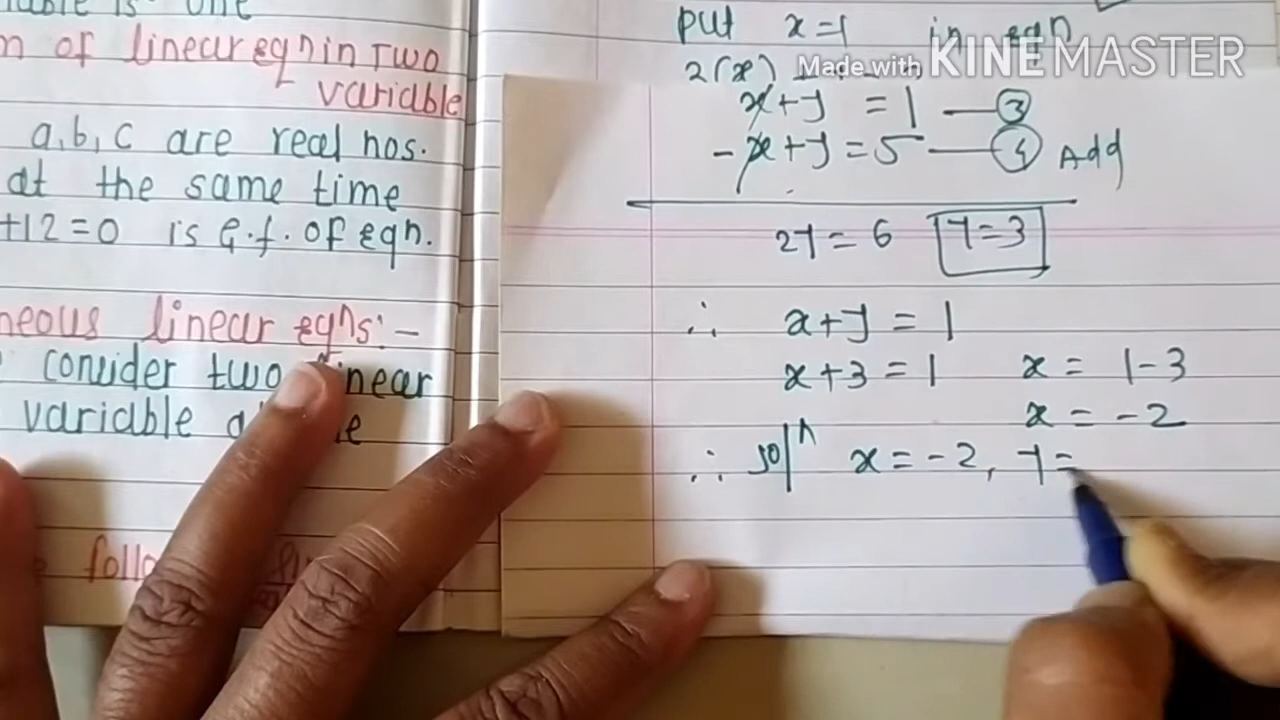 is one
n of linear eqn in Two
variable
a, b, c are real nos.
at the same time
+12=0 is G.f. of eqn.
neous linear eqns:-
consider two linear
variable
follo
put x=1 in eqn
2(x)
Made with KINEMASTER
x+y = 1 — ③
-x+y = 5 — ④ Add
2y = 6 y=3
∴ x+y = 1
x+3 = 1 x = 1-3
x = -2
∴ solⁿ x = -2, y =